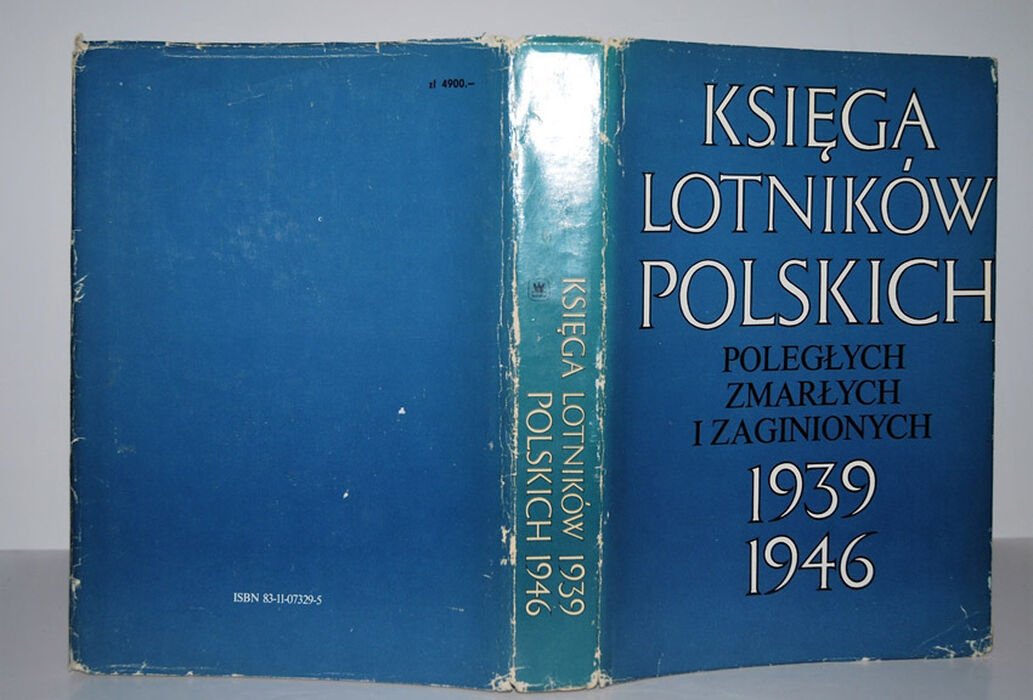 zł 4900.—
ISBN 83-11-07329-5
KSIĘGA LOTNIKÓW 1939
POLSKICH 1946
KSIĘGA
LOTNIKÓW
POLSKICH
POLEGŁYCH
ZMARŁYCH
I ZAGINIONYCH
1939
1946